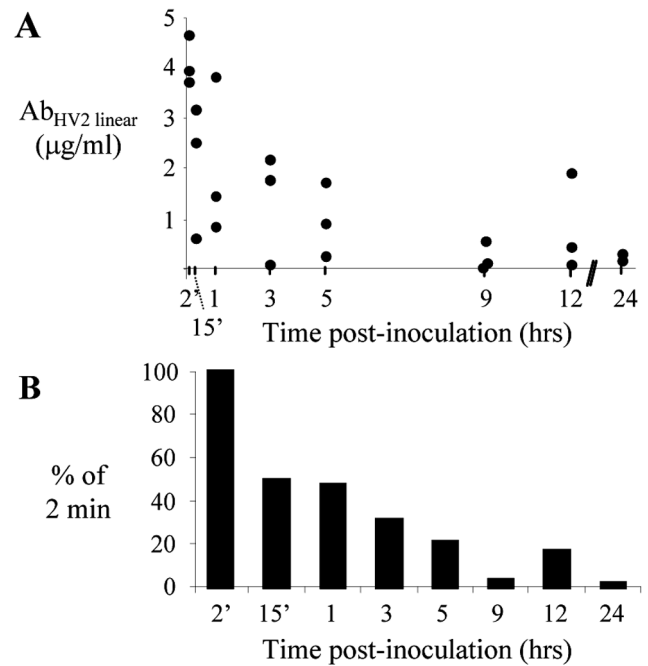 A
5
4
3
2
1
Ab HV2 linear
(μg/ml)
2' 1 3 5 9 12 24
15'
Time post-inoculation (hrs)
B
100
80
60
40
20
0
% of
2 min
2' 15' 1 3 5 9 12 24
Time post-inoculation (hrs)